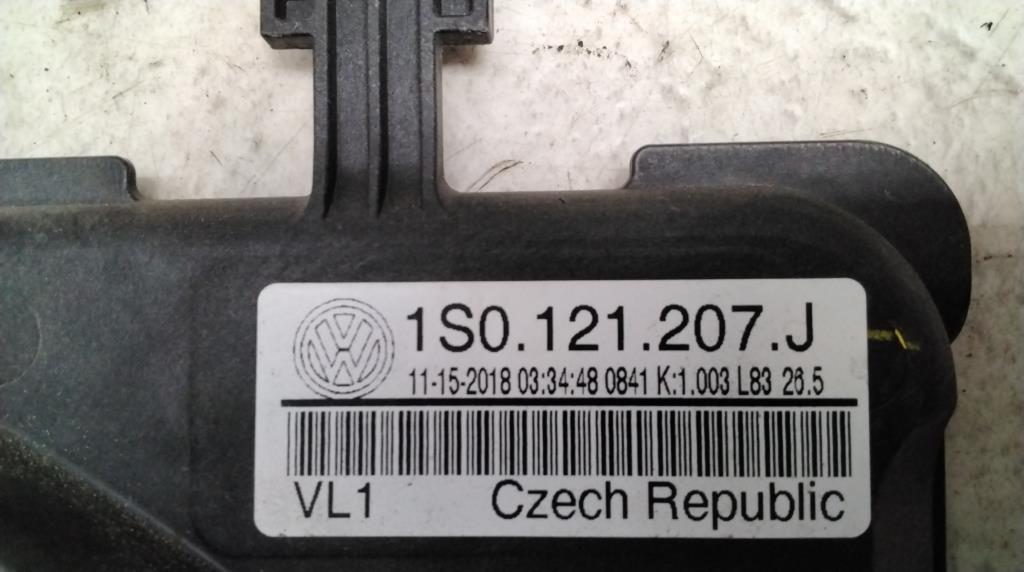 1S0.121.207.J
11-15-2018 03:34:48 0841 K:1.003 L83 26.5
VL1 Czech Republic